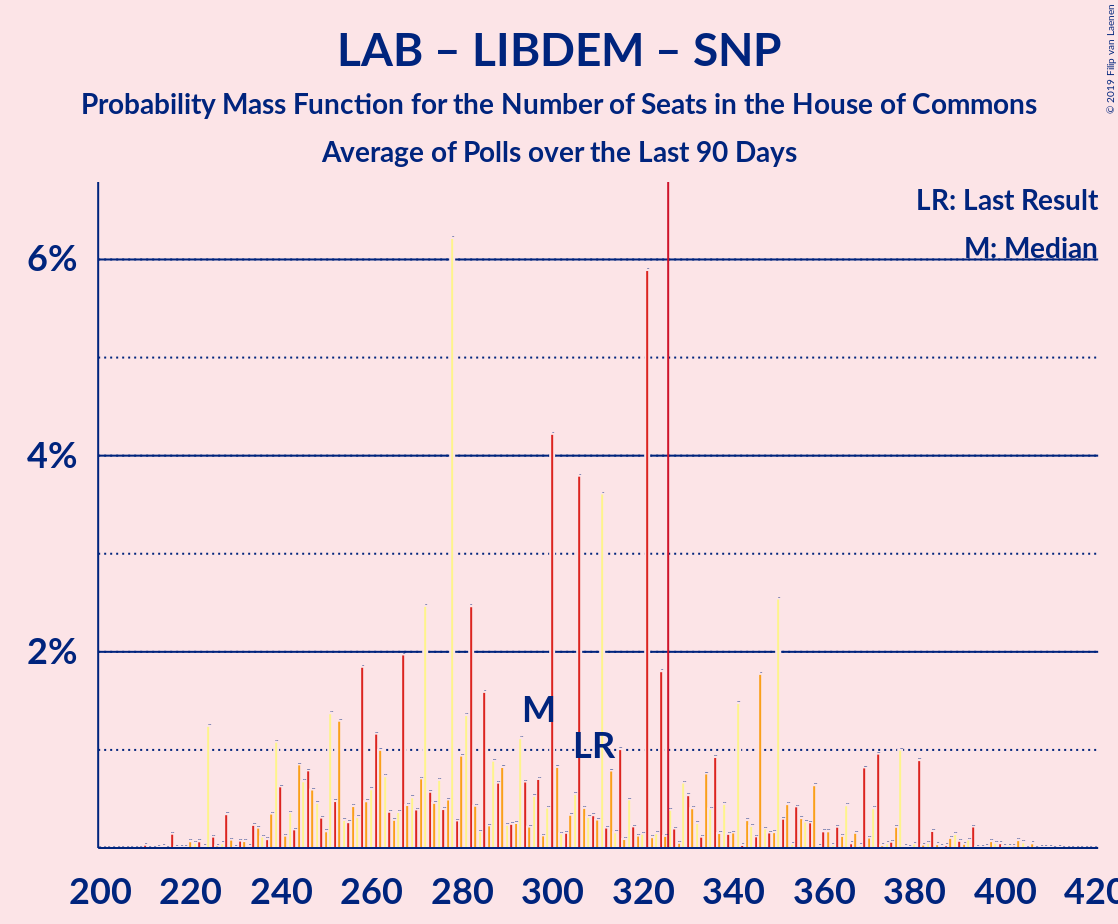 LAB – LIBDEM – SNP
Probability Mass Function for the Number of Seats in the House of Commons
Average of Polls over the Last 90 Days
© 2019 Filip van Laenen
LR: Last Result
M: Median
6%
4%
2%
M
LR
200 220 240 260 280 300 320 340 360 380 400 420